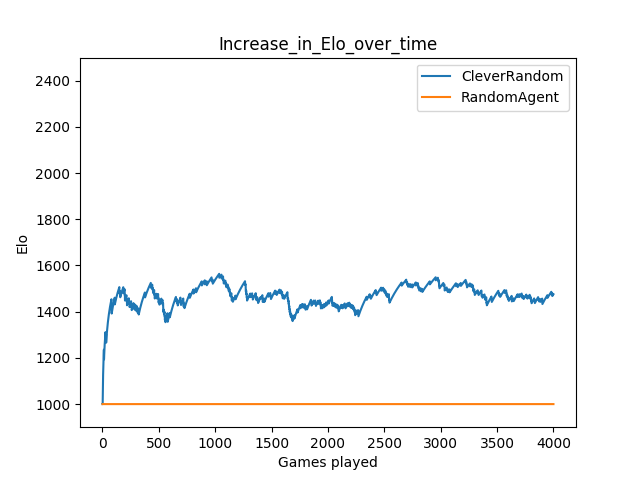 Increase_in_Elo_over_time
CleverRandom
RandomAgent
Elo
2400
2200
2000
1800
1600
1400
1200
1000
0 500 1000 1500 2000 2500 3000 3500 4000
Games played